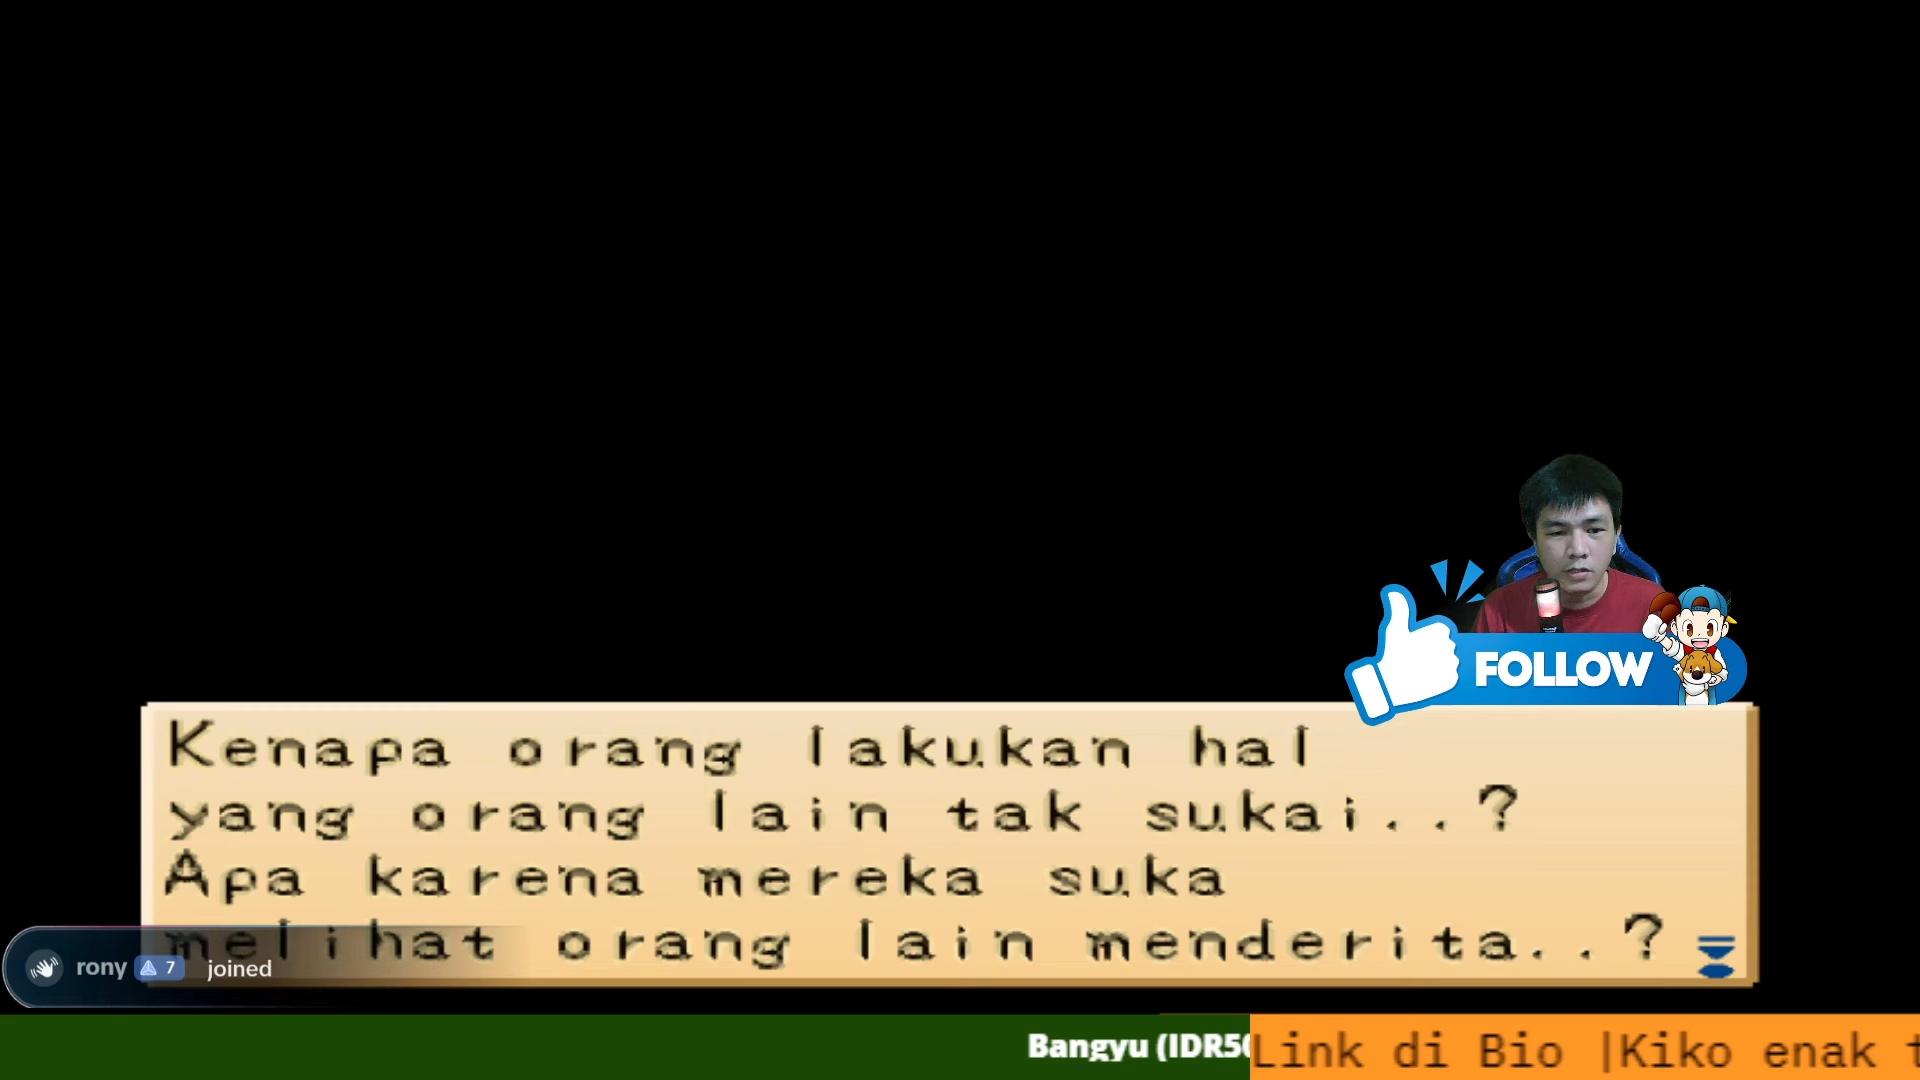 FOLLOW
Kenapa orang lakukan hal
yang orang lain tak sukai..?
Apa karena mereka suka
melihat orang lain menderita..?
rony 7 joined
Bangyu (IDR50
Link di Bio |Kiko enak t